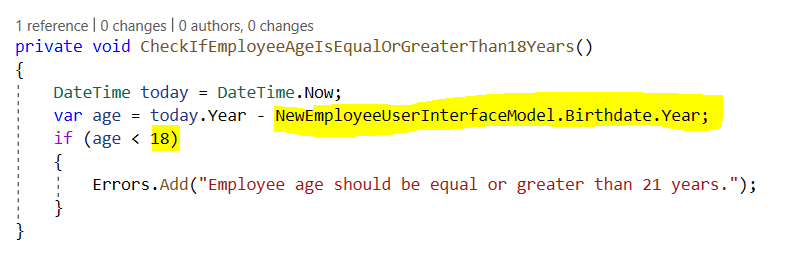 1 reference | 0 changes | 0 authors, 0 changes
private void CheckIfEmployeeAgeIsEqualOrGreaterThan18Years()
{
DateTime today = DateTime.Now;
var age = today.Year - NewEmployeeUserInterfaceModel.Birthdate.Year;
if (age < 18)
{
Errors.Add("Employee age should be equal or greater than 21 years.");
}
}